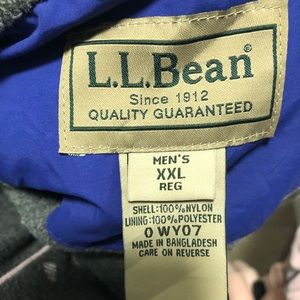 L.L.Bean®
Since 1912
QUALITY GUARANTEED
MEN'S
XXL
REG
SHELL:100%NYLON
LINING:100%POLYESTER
0 WY07
MADE IN BANGLADESH
CARE ON REVERSE